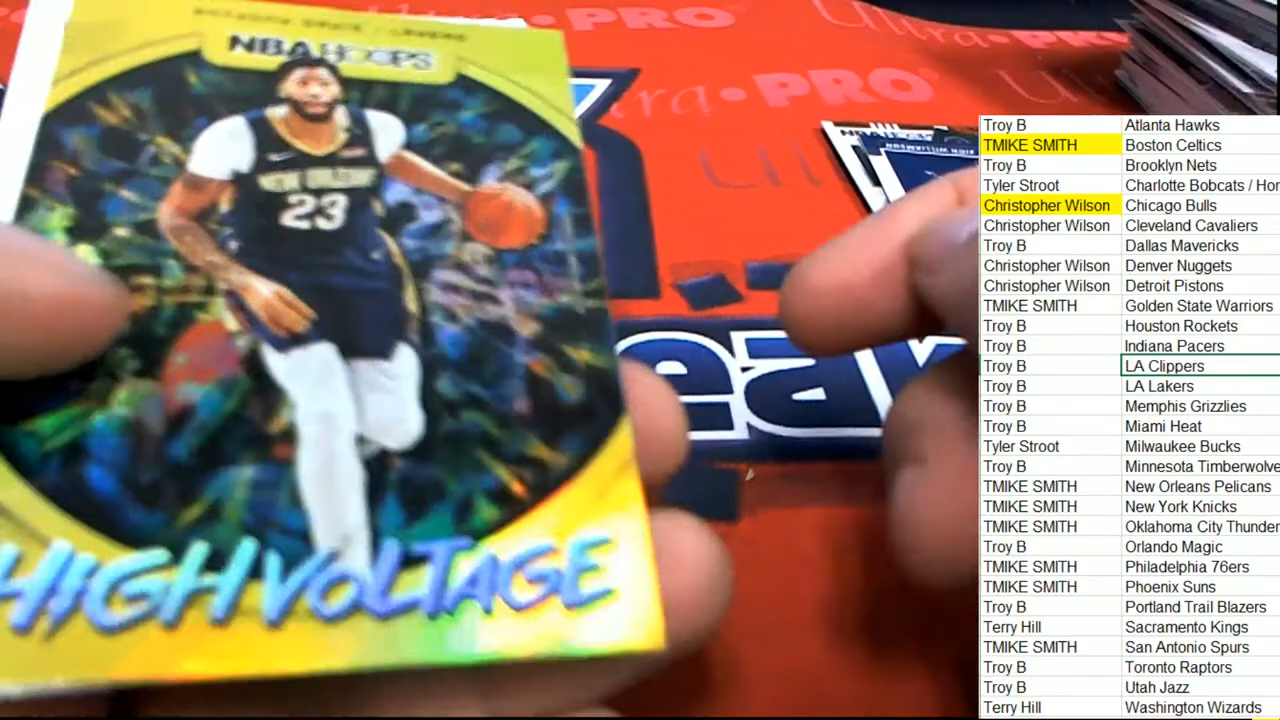 NBA HOOPS
NEW ORLEANS
23
HIGH VOLTAGE
PRO
Ultra
ra•PRO
Ul
Troy B Atlanta Hawks
TMIKE SMITH Boston Celtics
Troy B Brooklyn Nets
Tyler Stroot Charlotte Bobcats / Hor
Christopher Wilson Chicago Bulls
Christopher Wilson Cleveland Cavaliers
Troy B Dallas Mavericks
Christopher Wilson Denver Nuggets
Christopher Wilson Detroit Pistons
TMIKE SMITH Golden State Warriors
Troy B Houston Rockets
Troy B Indiana Pacers
Troy B LA Clippers
Troy B LA Lakers
Troy B Memphis Grizzlies
Troy B Miami Heat
Tyler Stroot Milwaukee Bucks
Troy B Minnesota Timberwolve
TMIKE SMITH New Orleans Pelicans
TMIKE SMITH New York Knicks
TMIKE SMITH Oklahoma City Thunder
Troy B Orlando Magic
TMIKE SMITH Philadelphia 76ers
TMIKE SMITH Phoenix Suns
Troy B Portland Trail Blazers
Terry Hill Sacramento Kings
TMIKE SMITH San Antonio Spurs
Troy B Toronto Raptors
Troy B Utah Jazz
Terry Hill Washington Wizards